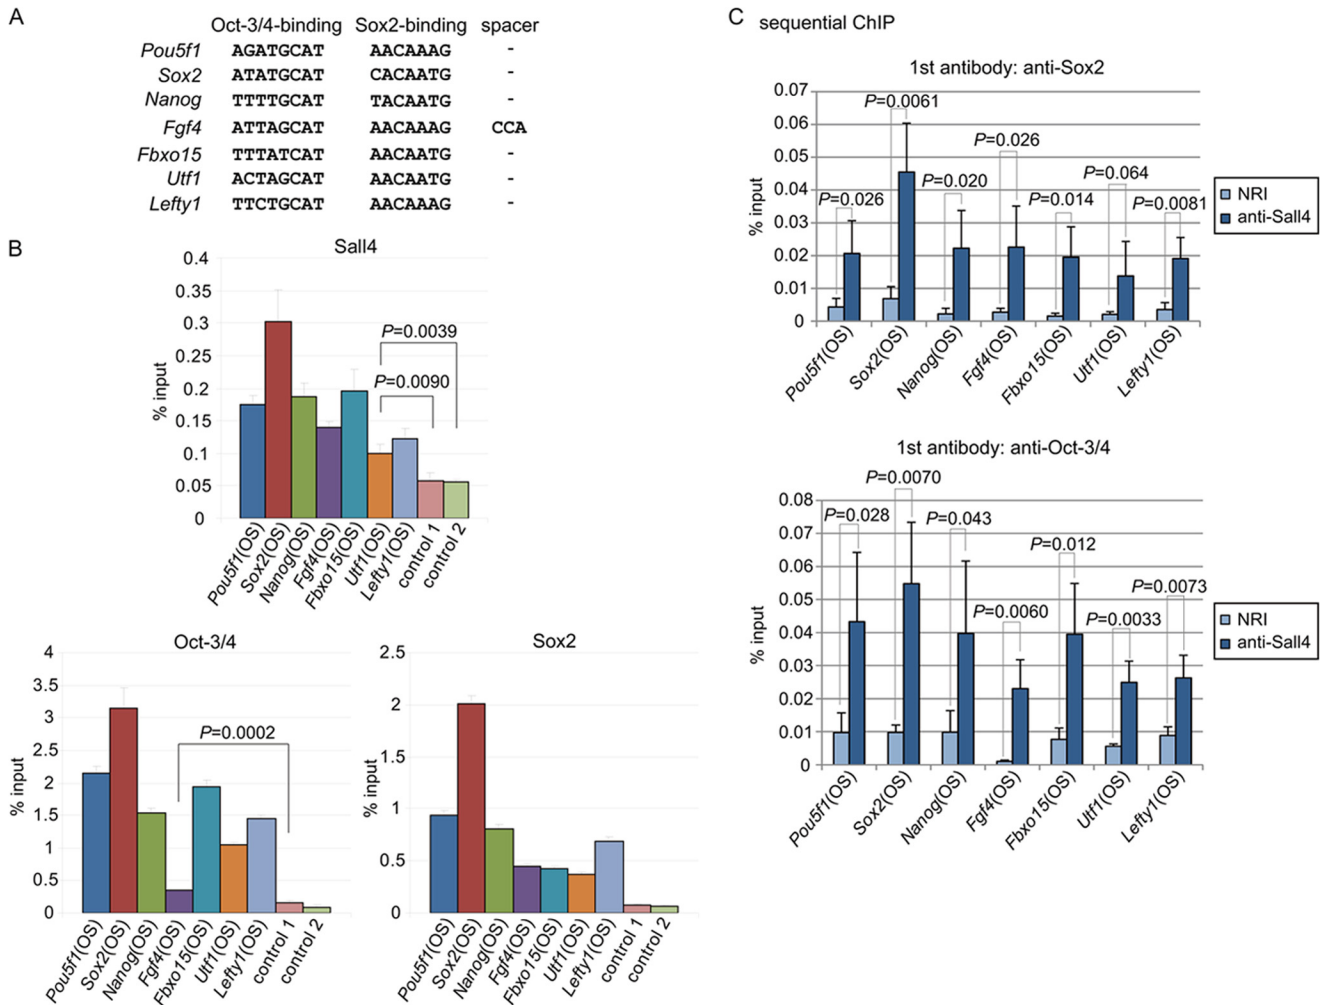 A
Oct-3/4-binding Sox2-binding spacer
Pou5f1 AGATGCAT AACAAAG -
Sox2 ATATGCAT CACAATG -
Nanog TTTTGCAT TACAATG -
Fgf4 ATTAGCAT AACAAAG CCA
Fbxo15 TTTATCAT AACAATG -
Utf1 ACTAGCAT AACAATG -
Lefty1 TTCTGCAT AACAAAG -
B
Sall4
% input
0.4
0.35
0.3
0.25
0.2
0.15
0.1
0.05
0
P=0.0039
P=0.0090
Pou5f1(OS)
Sox2(OS)
Nanog(OS)
Fgf4(OS)
Fbxo15(OS)
Utf1(OS)
Lefty1(OS)
control 1
control 2
Oct-3/4
% input
4
3.5
3
2.5
2
1.5
1
0.5
0
P=0.0002
Pou5f1(OS)
Sox2(OS)
Nanog(OS)
Fgf4(OS)
Fbxo15(OS)
Utf1(OS)
Lefty1(OS)
control 1
control 2
Sox2
% input
2.5
2
1.5
1
0.5
0
Pou5f1(OS)
Sox2(OS)
Nanog(OS)
Fgf4(OS)
Fbxo15(OS)
Utf1(OS)
Lefty1(OS)
control 1
control 2
C
sequential ChIP
1st antibody: anti-Sox2
% input
0.07
0.06
0.05
0.04
0.03
0.02
0.01
0
P=0.026
P=0.0061
P=0.020
P=0.026
P=0.014
P=0.064
P=0.0081
NRI
anti-Sall4
Pou5f1(OS)
Sox2(OS)
Nanog(OS)
Fgf4(OS)
Fbxo15(OS)
Utf1(OS)
Lefty1(OS)
1st antibody: anti-Oct-3/4
% input
0.08
0.07
0.06
0.05
0.04
0.03
0.02
0.01
0
P=0.028
P=0.0070
P=0.043
P=0.0060
P=0.012
P=0.0033
P=0.0073
NRI
anti-Sall4
Pou5f1(OS)
Sox2(OS)
Nanog(OS)
Fgf4(OS)
Fbxo15(OS)
Utf1(OS)
Lefty1(OS)